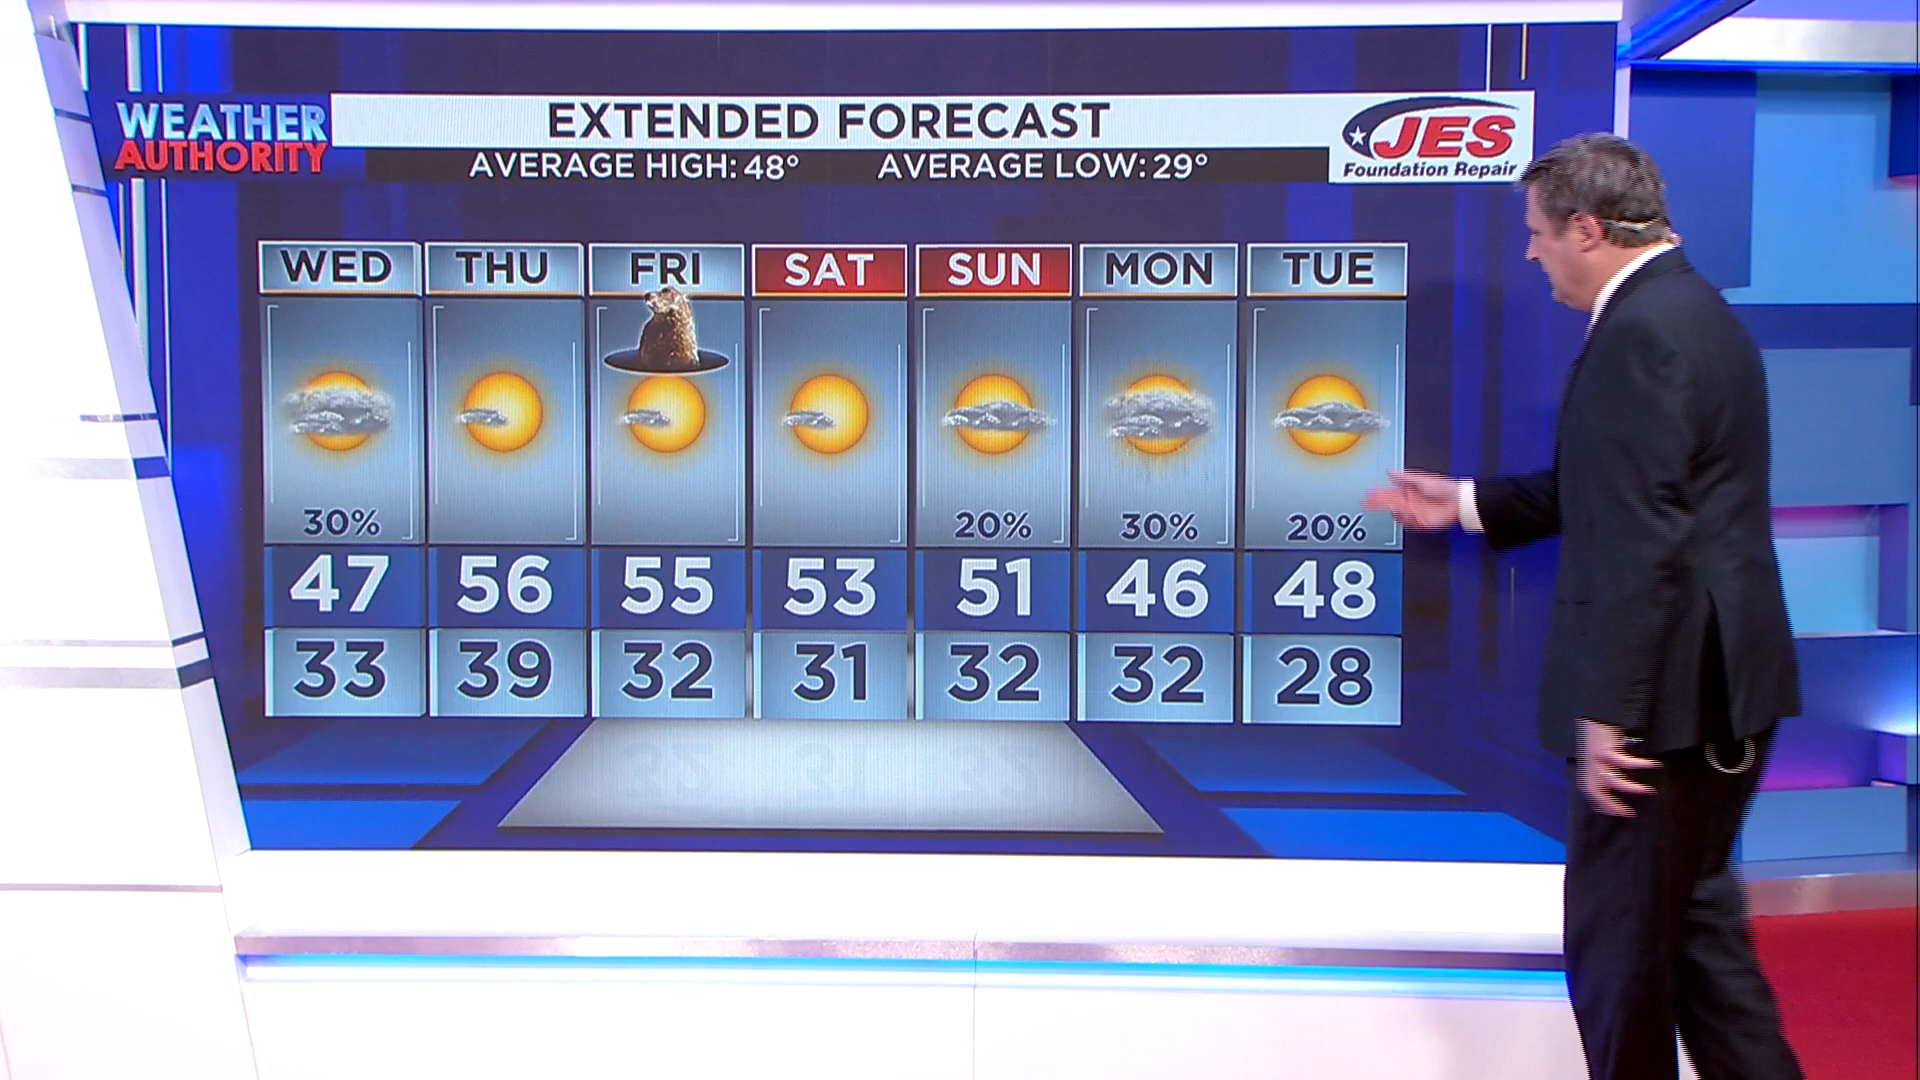 WEATHER
AUTHORITY
EXTENDED FORECAST
AVERAGE HIGH: 48° AVERAGE LOW: 29°
JES
Foundation Repair
WED THU FRI SAT SUN MON TUE
30% 20% 30% 20%
47 56 55 53 51 46 48
33 39 32 31 32 32 28